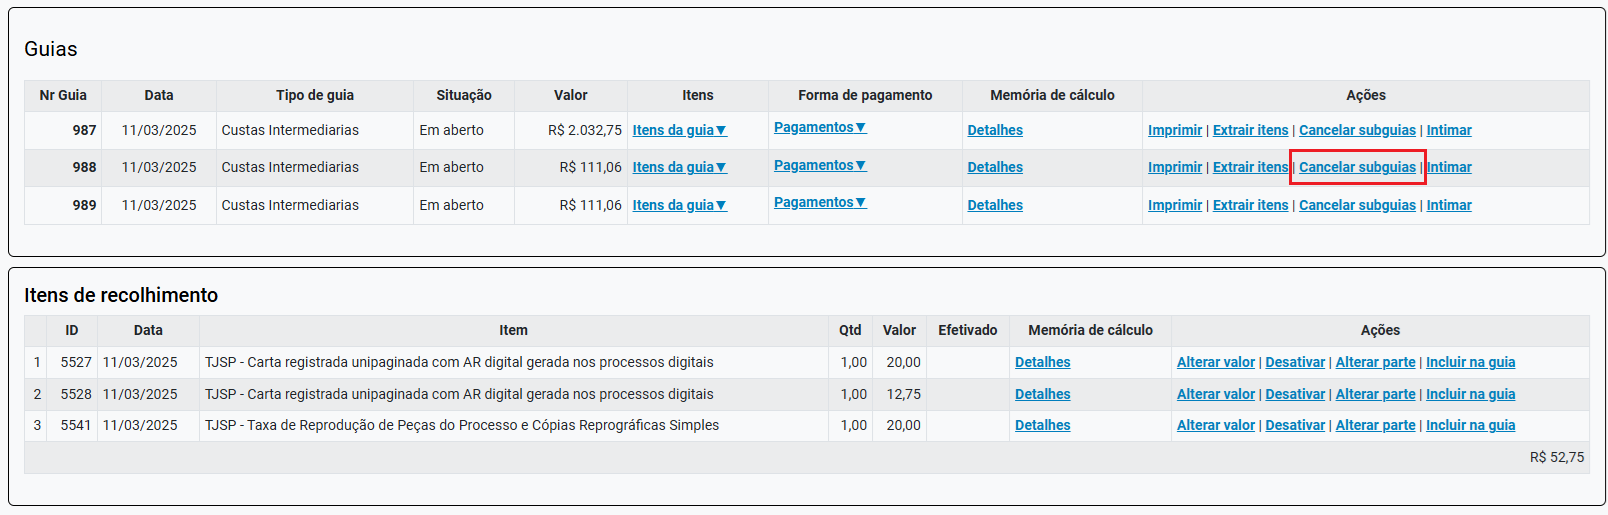 Guias
Nr Guia Data Tipo de guia Situação Valor Itens Forma de pagamento Memória de cálculo Ações
987 11/03/2025 Custas Intermediarias Em aberto R$ 2.032,75 Itens da guia▼ Pagamentos▼ Detalhes Imprimir | Extrair itens | Cancelar subguias | Intimar
988 11/03/2025 Custas Intermediarias Em aberto R$ 111,06 Itens da guia▼ Pagamentos▼ Detalhes Imprimir | Extrair itens | Cancelar subguias | Intimar
989 11/03/2025 Custas Intermediarias Em aberto R$ 111,06 Itens da guia▼ Pagamentos▼ Detalhes Imprimir | Extrair itens | Cancelar subguias | Intimar
Itens de recolhimento
ID Data Item Qtd Valor Efetivado Memória de cálculo Ações
1 5527 11/03/2025 TJSP - Carta registrada unipaginada com AR digital gerada nos processos digitais 1,00 20,00 Detalhes Alterar valor | Desativar | Alterar parte | Incluir na guia
2 5528 11/03/2025 TJSP - Carta registrada unipaginada com AR digital gerada nos processos digitais 1,00 12,75 Detalhes Alterar valor | Desativar | Alterar parte | Incluir na guia
3 5541 11/03/2025 TJSP - Taxa de Reprodução de Peças do Processo e Cópias Reprográficas Simples 1,00 20,00 Detalhes Alterar valor | Desativar | Alterar parte | Incluir na guia
R$ 52,75